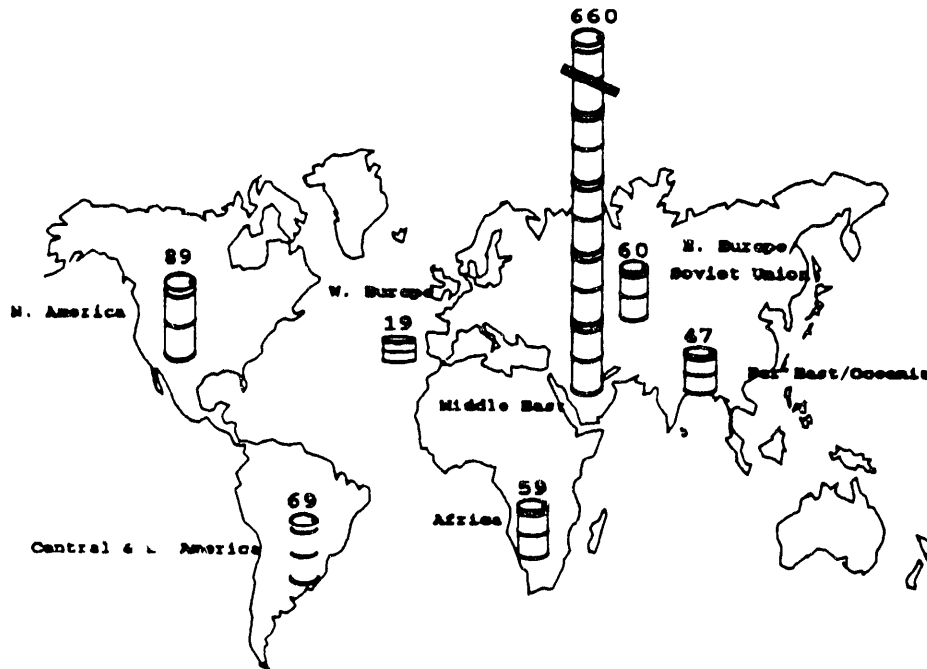 660
89
N. America
W. Europe
19
60
E. Europe
Soviet Union
47
Far East/Oceania
Middle East
59
Africa
69
Central & America